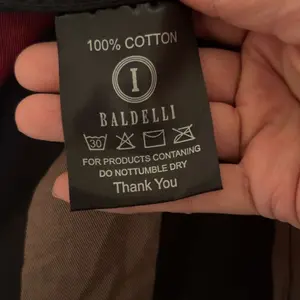 100% COTTON
I
BALDELLI
30
FOR PRODUCTS CONTANING
DO NOTTUMBLE DRY
Thank You